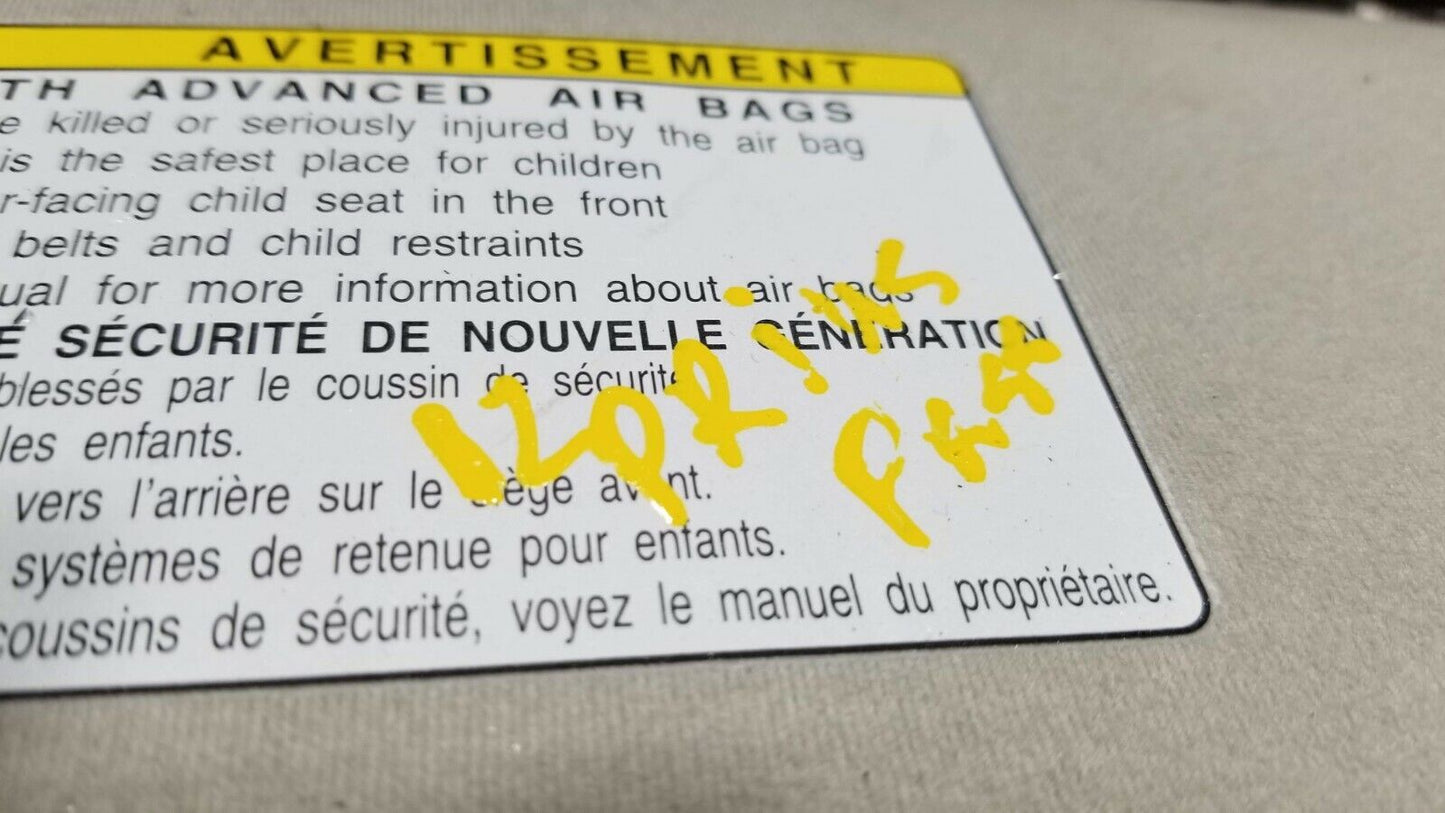 AVERTISSEMENT
TH ADVANCED AIR BAGS
e killed or seriously injured by the air bag
is the safest place for children
r-facing child seat in the front
belts and child restraints
ual for more information about air bags
É SÉCURITÉ DE NOUVELLE GÉNÉRATION
blessés par le coussin de sécurité
les enfants.
vers l'arrière sur le siège avant.
systèmes de retenue pour enfants.
coussins de sécurité, voyez le manuel du propriétaire.
12 PRiUS